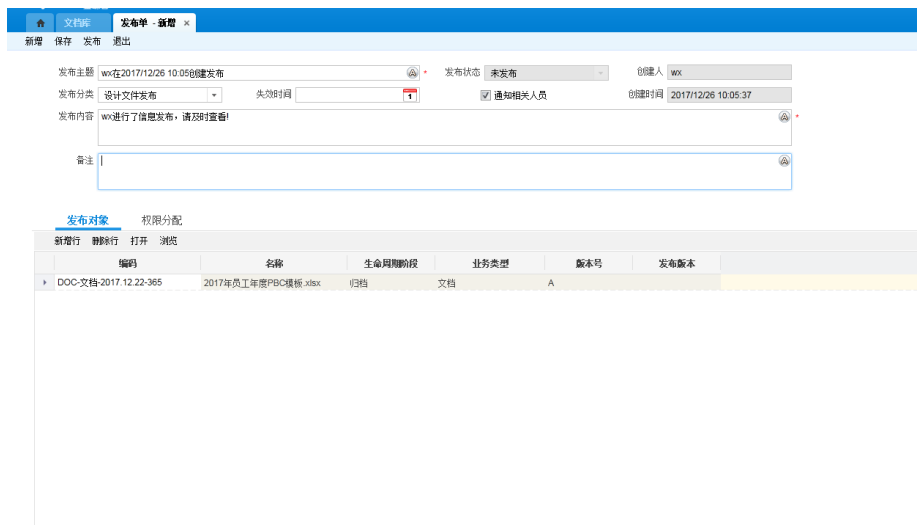 文档库 发布单 - 新增 ×
新增 保存 发布 退出
发布主题 wx在2017/12/26 10:05创建发布 * 发布状态 未发布 创建人 wx
发布分类 设计文件发布 失效时间 1 通知相关人员 创建时间 2017/12/26 10:05:37
发布内容 wx进行了信息发布，请及时查看! *
备注
发布对象 权限分配
新增行 删除行 打开 浏览
编码 名称 生命周期阶段 业务类型 版本号 发布版本
DOC-文档-2017.12.22-365 2017年员工年度PBC模板.xlsx 归档 文档 A